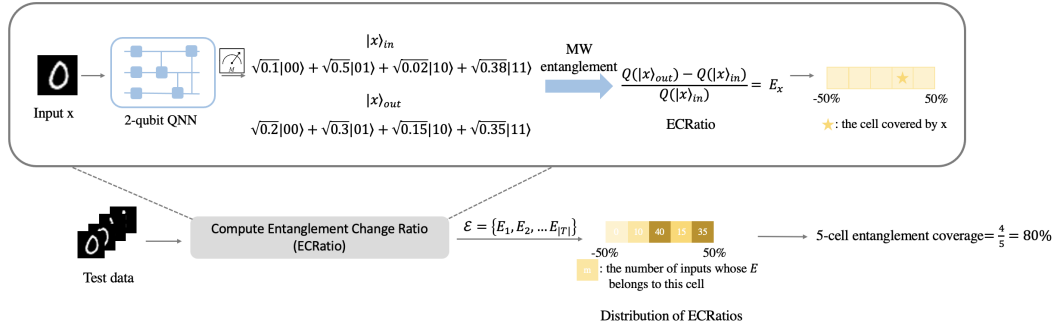 |x⟩in
√0.1|00⟩ + √0.5|01⟩ + √0.02|10⟩ + √0.38|11⟩
M
Input x
2-qubit QNN
|x⟩out
√0.2|00⟩ + √0.3|01⟩ + √0.15|10⟩ + √0.35|11⟩
MW
entanglement
Q(|x⟩out) − Q(|x⟩in)
Q(|x⟩in)
= Ex
ECRatio
-50% 50%
: the cell covered by x
Test data
Compute Entanglement Change Ratio
(ECRatio)
ℰ = {E1, E2, … E|T|}
0 10 40 15 35
-50% 50%
m : the number of inputs whose E
belongs to this cell
Distribution of ECRatios
5-cell entanglement coverage= 4/5 = 80%